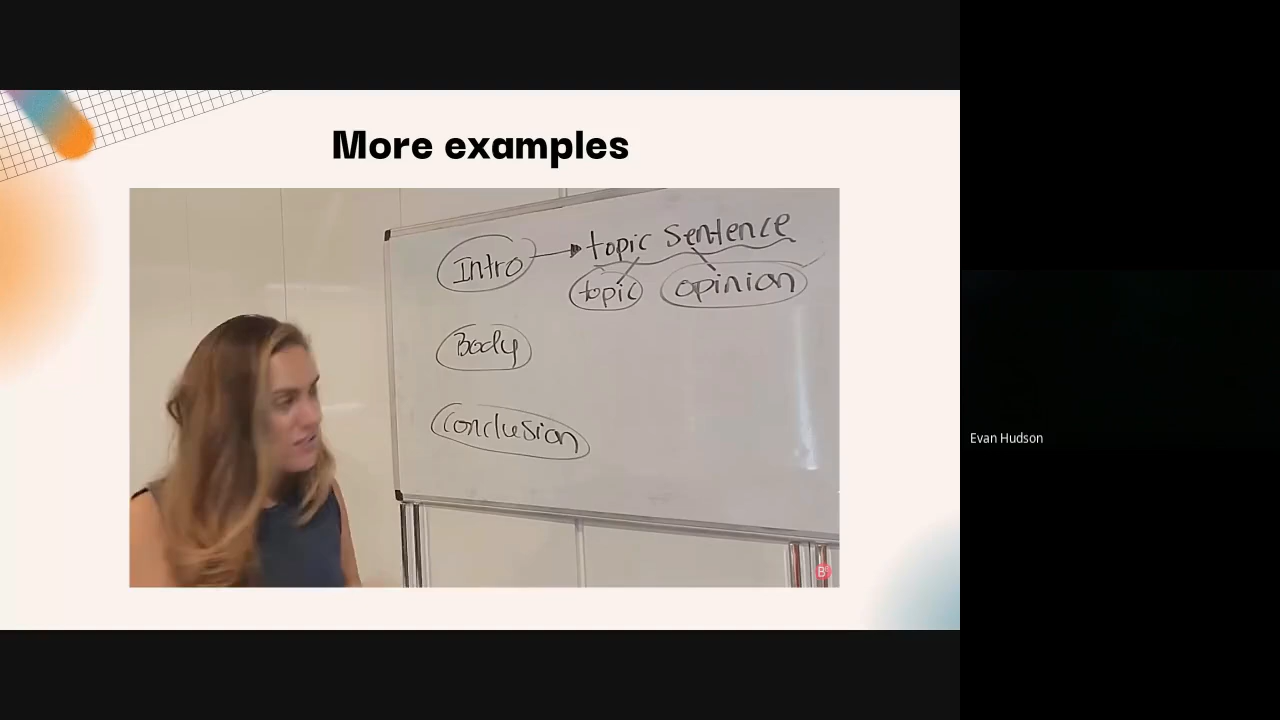 More examples
Intro → topic Sentence
topic opinion
Body
Conclusion
B
Evan Hudson